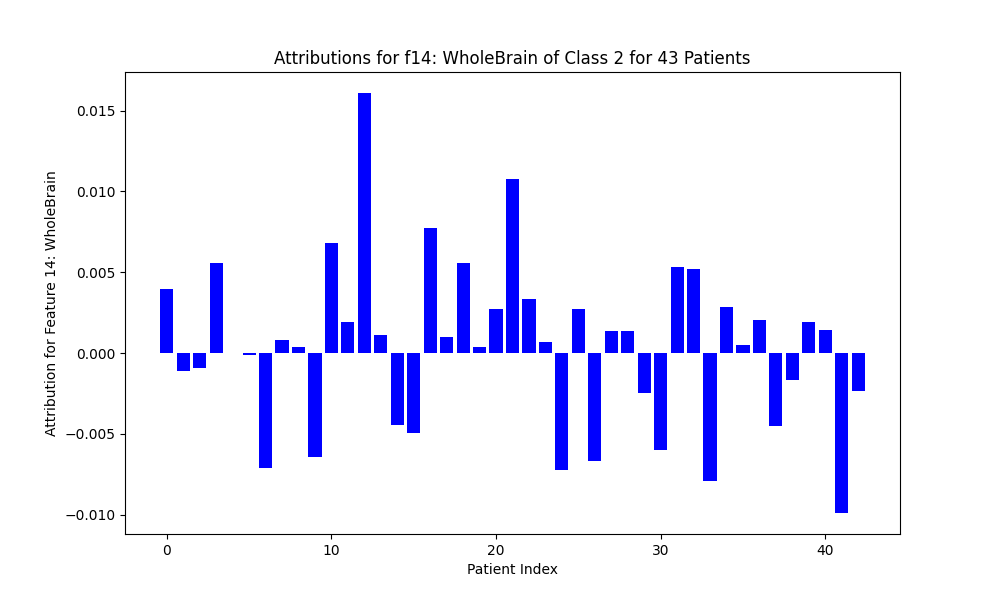 Attributions for f14: WholeBrain of Class 2 for 43 Patients
Attribution for Feature 14: WholeBrain
0.015
0.010
0.005
0.000
−0.005
−0.010
0 10 20 30 40
Patient Index